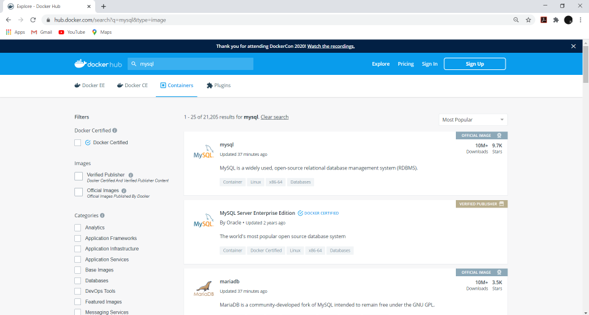 Explore - Docker Hub
hub.docker.com/search?q=mysql&type=image
Apps Gmail YouTube Maps
Thank you for attending DockerCon 2020! Watch the recordings.
docker hub mysql Explore Pricing Sign In Sign Up
Docker EE Docker CE Containers Plugins
Filters
1 - 25 of 21,205 results for mysql. Clear search
Most Popular
Docker Certified
Docker Certified
Images
Verified Publisher
Docker Certified And Verified Publisher Content
Official Images
Official Images Published By Docker
Categories
Analytics
Application Frameworks
Application Infrastructure
Application Services
Base Images
Databases
DevOps Tools
Featured Images
Messaging Services
OFFICIAL IMAGE
MySQL
mysql
Updated 37 minutes ago
10M+ 9.7K
Downloads Stars
MySQL is a widely used, open-source relational database management system (RDBMS).
Container Linux x86-64 Databases
VERIFIED PUBLISHER
MySQL
MySQL Server Enterprise Edition DOCKER CERTIFIED
By Oracle • Updated 2 years ago
The world's most popular open source database system
Container Docker Certified Linux x86-64 Databases
OFFICIAL IMAGE
MariaDB
mariadb
Updated 37 minutes ago
10M+ 3.5K
Downloads Stars
MariaDB is a community-developed fork of MySQL intended to remain free under the GNU GPL.